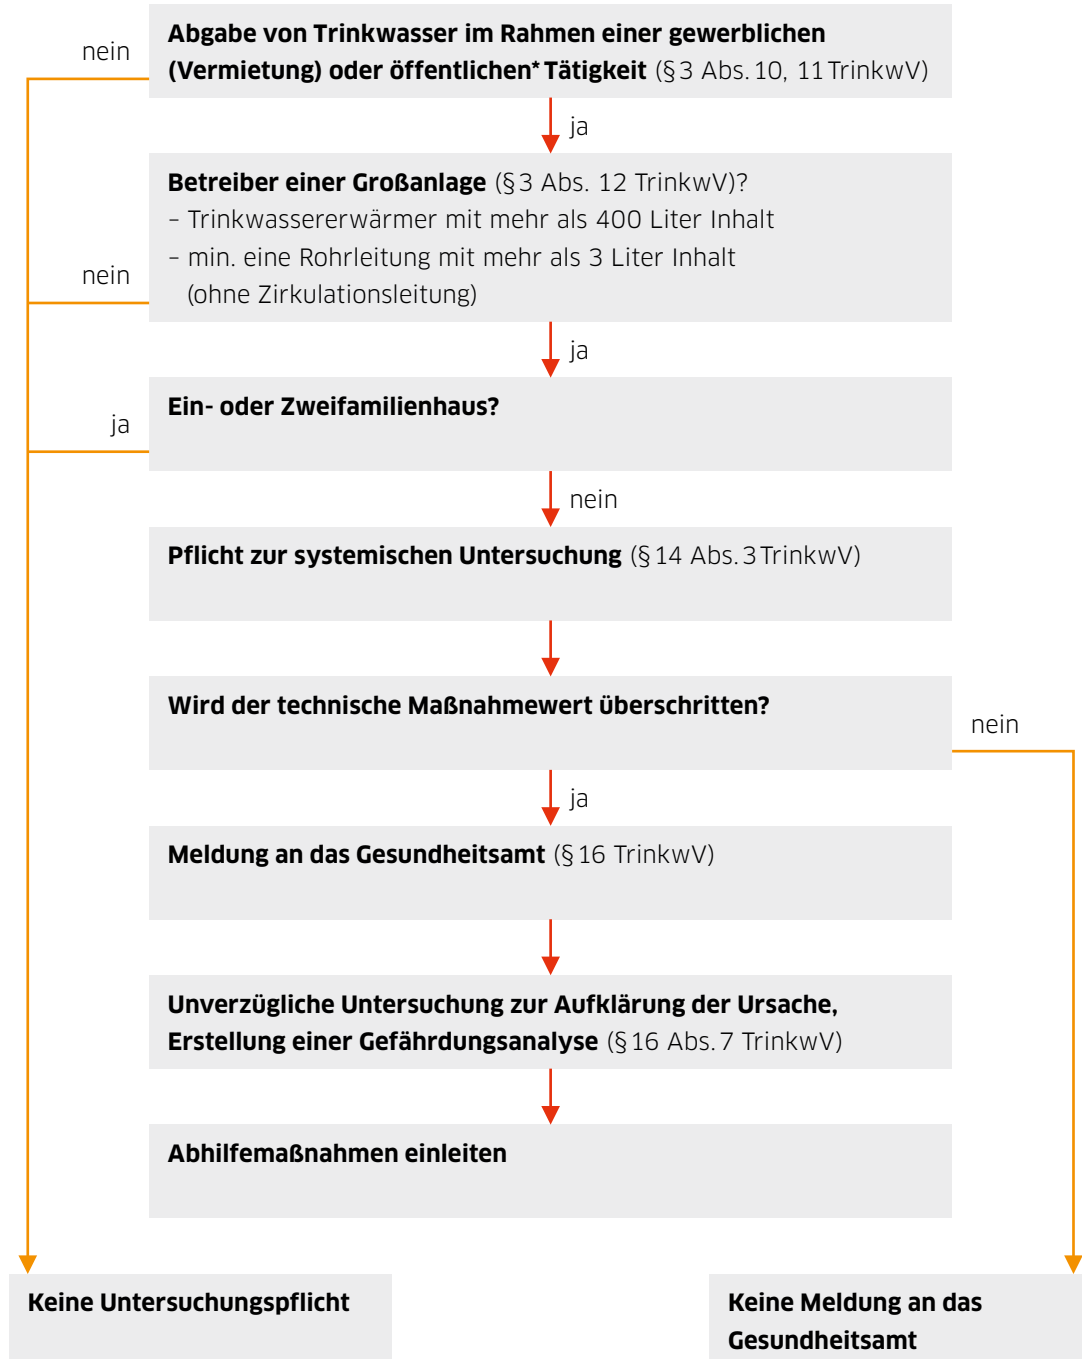 nein
Abgabe von Trinkwasser im Rahmen einer gewerblichen
(Vermietung) oder öffentlichen* Tätigkeit (§ 3 Abs. 10, 11 TrinkwV)
ja
Betreiber einer Großanlage (§ 3 Abs. 12 TrinkwV)?
– Trinkwassererwärmer mit mehr als 400 Liter Inhalt
– min. eine Rohrleitung mit mehr als 3 Liter Inhalt
(ohne Zirkulationsleitung)
nein
ja
Ein- oder Zweifamilienhaus?
ja
nein
Pflicht zur systemischen Untersuchung (§ 14 Abs. 3 TrinkwV)
Wird der technische Maßnahmewert überschritten?
nein
ja
Meldung an das Gesundheitsamt (§ 16 TrinkwV)
Unverzügliche Untersuchung zur Aufklärung der Ursache,
Erstellung einer Gefährdungsanalyse (§ 16 Abs. 7 TrinkwV)
Abhilfemaßnahmen einleiten
Keine Untersuchungspflicht
Keine Meldung an das
Gesundheitsamt